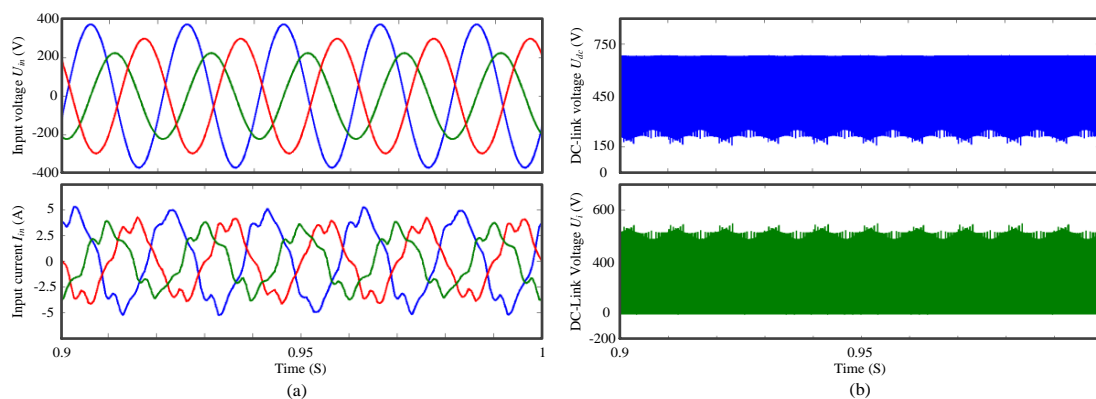 Input voltage U_in (V)
400
200
0
-200
-400
Input current I_in (A)
5
2.5
0
-2.5
-5
0.9
0.95
1
Time (S)
(a)
DC-link voltage U_dc (V)
750
450
150
0
DC-Link Voltage U_i (V)
600
400
0
-200
0.9
0.95
Time (S)
(b)